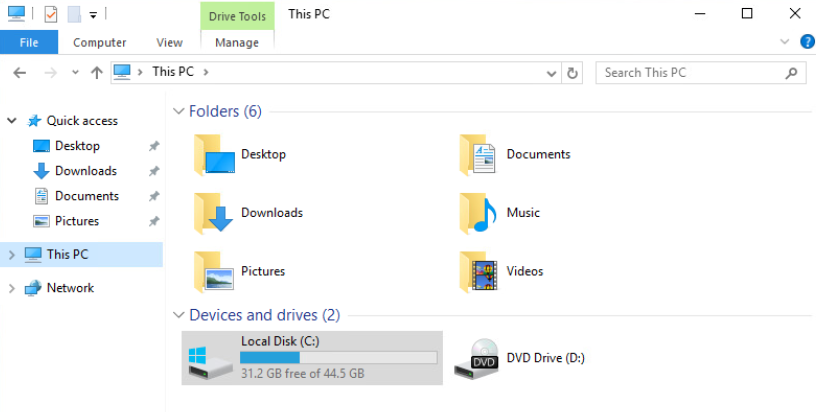 Drive Tools This PC
File Computer View Manage
This PC
Search This PC
Quick access
Desktop
Downloads
Documents
Pictures
This PC
Network
Folders (6)
Desktop Documents
Downloads Music
Pictures Videos
Devices and drives (2)
Local Disk (C:)
31.2 GB free of 44.5 GB
DVD DVD Drive (D:)